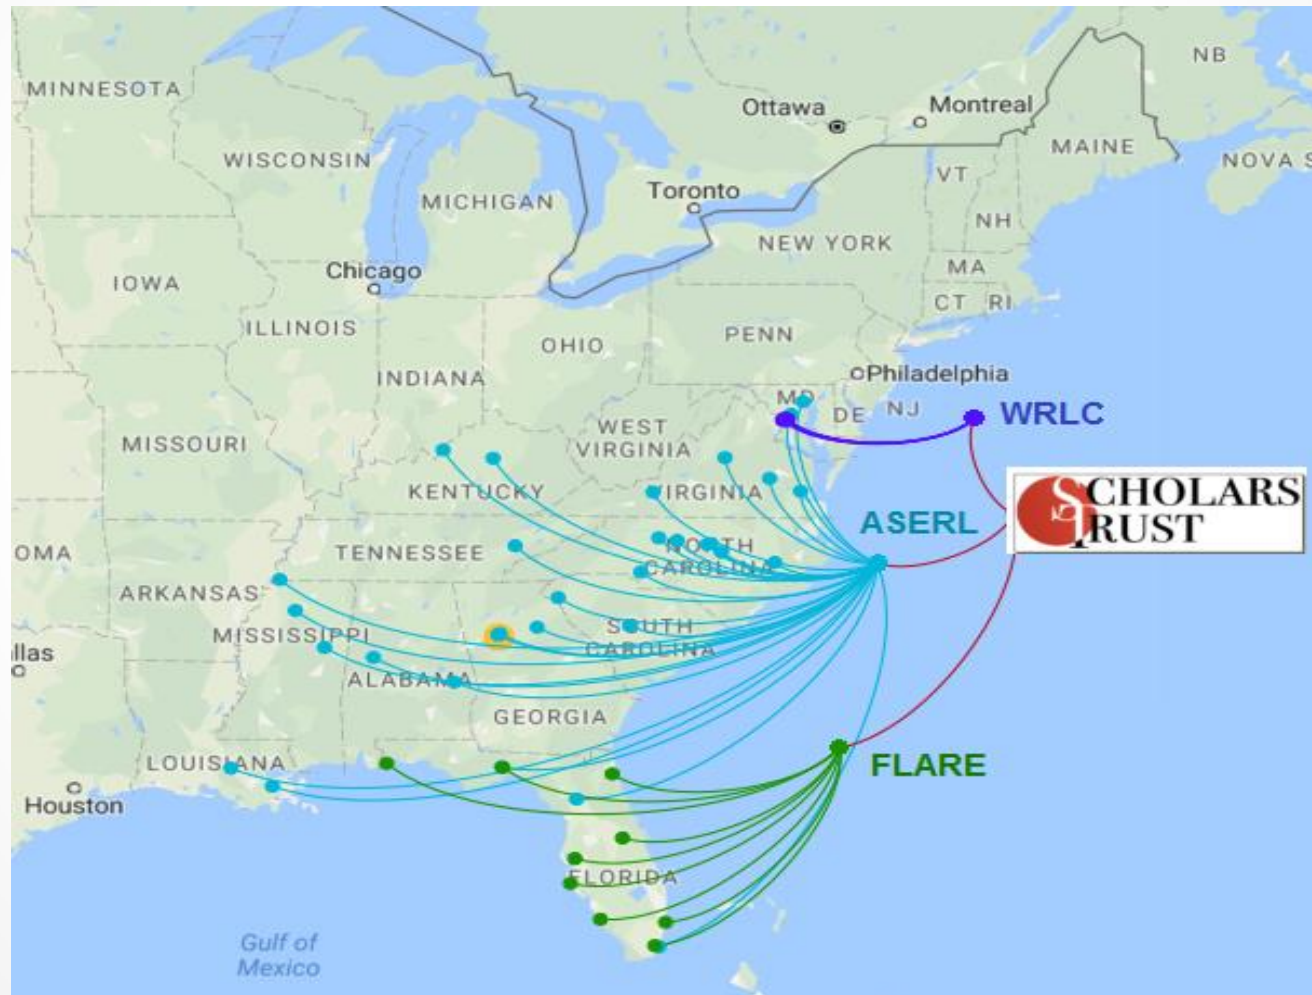 NB
MINNESOTA
Ottawa
Montreal
MAINE
NOVA S
WISCONSIN
VT
MICHIGAN
Toronto
NH
NEW YORK
MA
Chicago
IOWA
CT
RI
ILLINOIS
PENN
OHIO
INDIANA
Philadelphia
MD
DE
NJ
WRLC
WEST
VIRGINIA
MISSOURI
KENTUCKY
VIRGINIA
SCHOLARS
TRUST
ASERL
OMA
TENNESSEE
NORTH
CAROLINA
ARKANSAS
MISSISSIPPI
SOUTH
CAROLINA
llas
ALABAMA
GEORGIA
LOUISIANA
FLARE
Houston
FLORIDA
Gulf of
Mexico